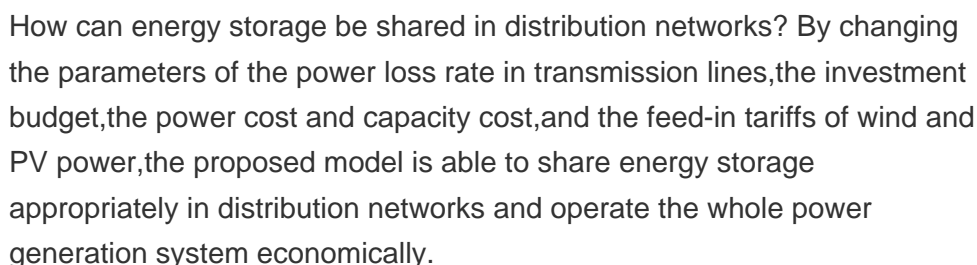 How can energy storage be shared in distribution networks? By changing
the parameters of the power loss rate in transmission lines,the investment
budget,the power cost and capacity cost,and the feed-in tariffs of wind and
PV power,the proposed model is able to share energy storage
appropriately in distribution networks and operate the whole power
generation system economically.